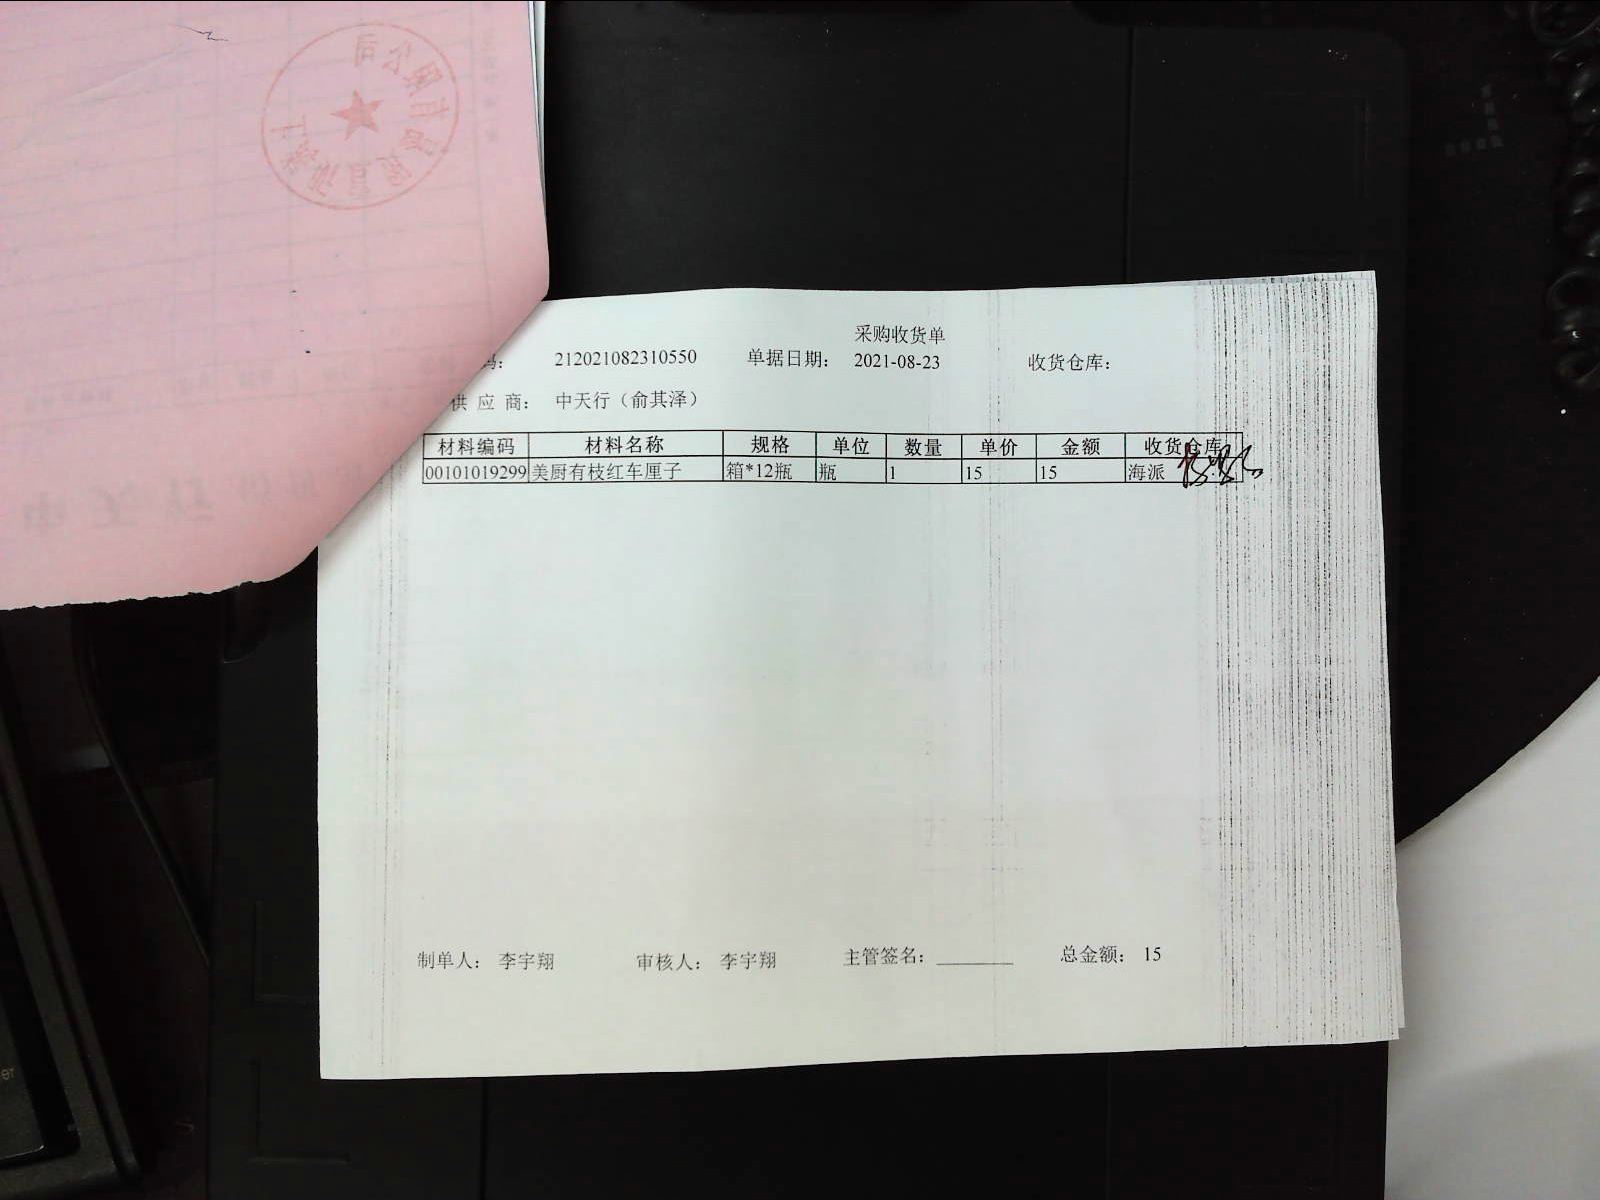 采购收货单
码: 212021082310550 单据日期: 2021-08-23 收货仓库:
供 应 商: 中天行（俞其泽）
材料编码 材料名称 规格 单位 数量 单价 金额 收货仓库
00101019299 美厨有枝红车厘子 箱*12瓶 瓶 1 15 15 海派
制单人: 李宇翔 审核人: 李宇翔 主管签名: 总金额: 15